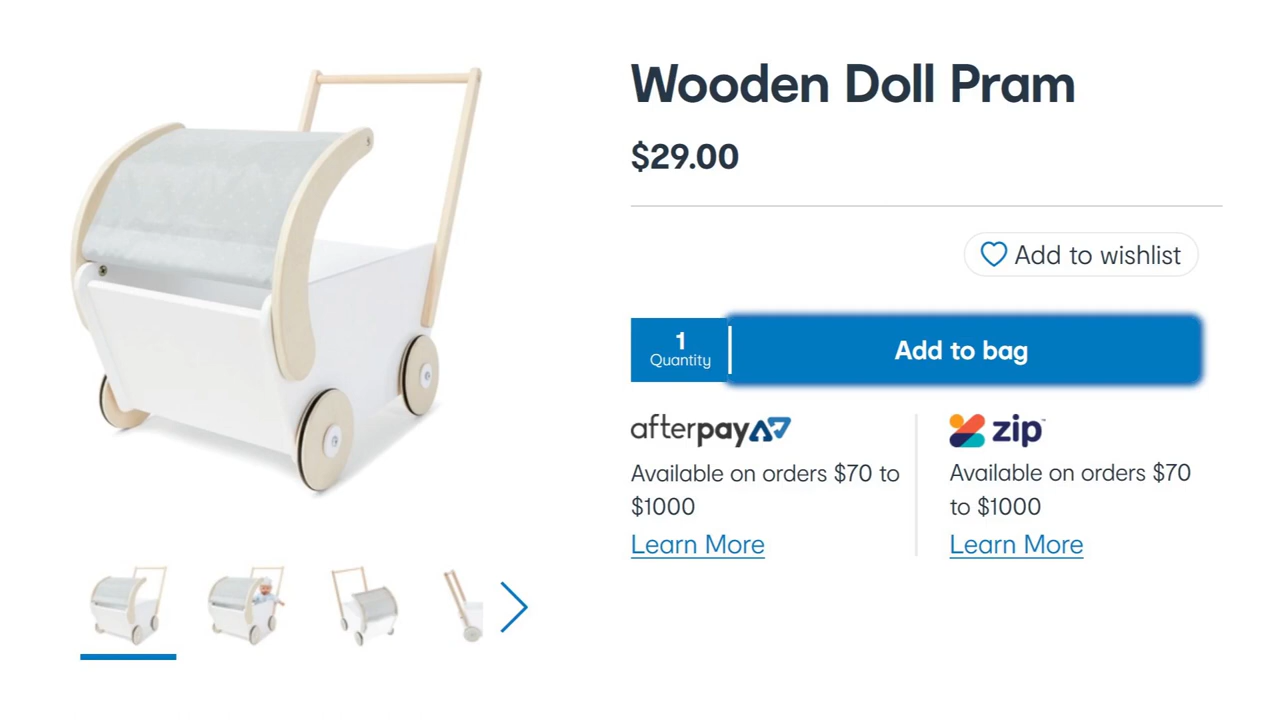 Wooden Doll Pram
$29.00
Add to wishlist
1
Quantity
Add to bag
afterpay
Available on orders $70 to
$1000
Learn More
zip
Available on orders $70
to $1000
Learn More